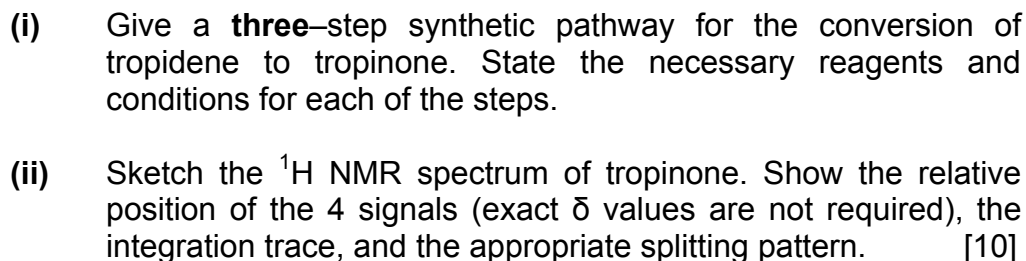 (i) Give a three–step synthetic pathway for the conversion of
tropidene to tropinone. State the necessary reagents and
conditions for each of the steps.
(ii) Sketch the ¹H NMR spectrum of tropinone. Show the relative
position of the 4 signals (exact δ values are not required), the
integration trace, and the appropriate splitting pattern. [10]